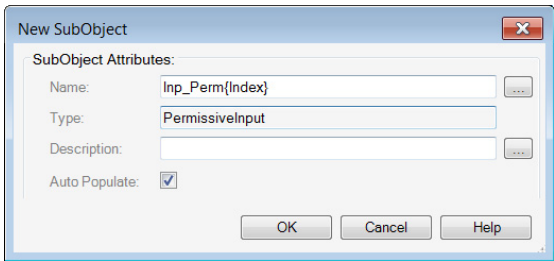 New SubObject
SubObject Attributes:
Name: Inp_Perm{Index} ...
Type: PermissiveInput
Description: ...
Auto Populate:
OK Cancel Help